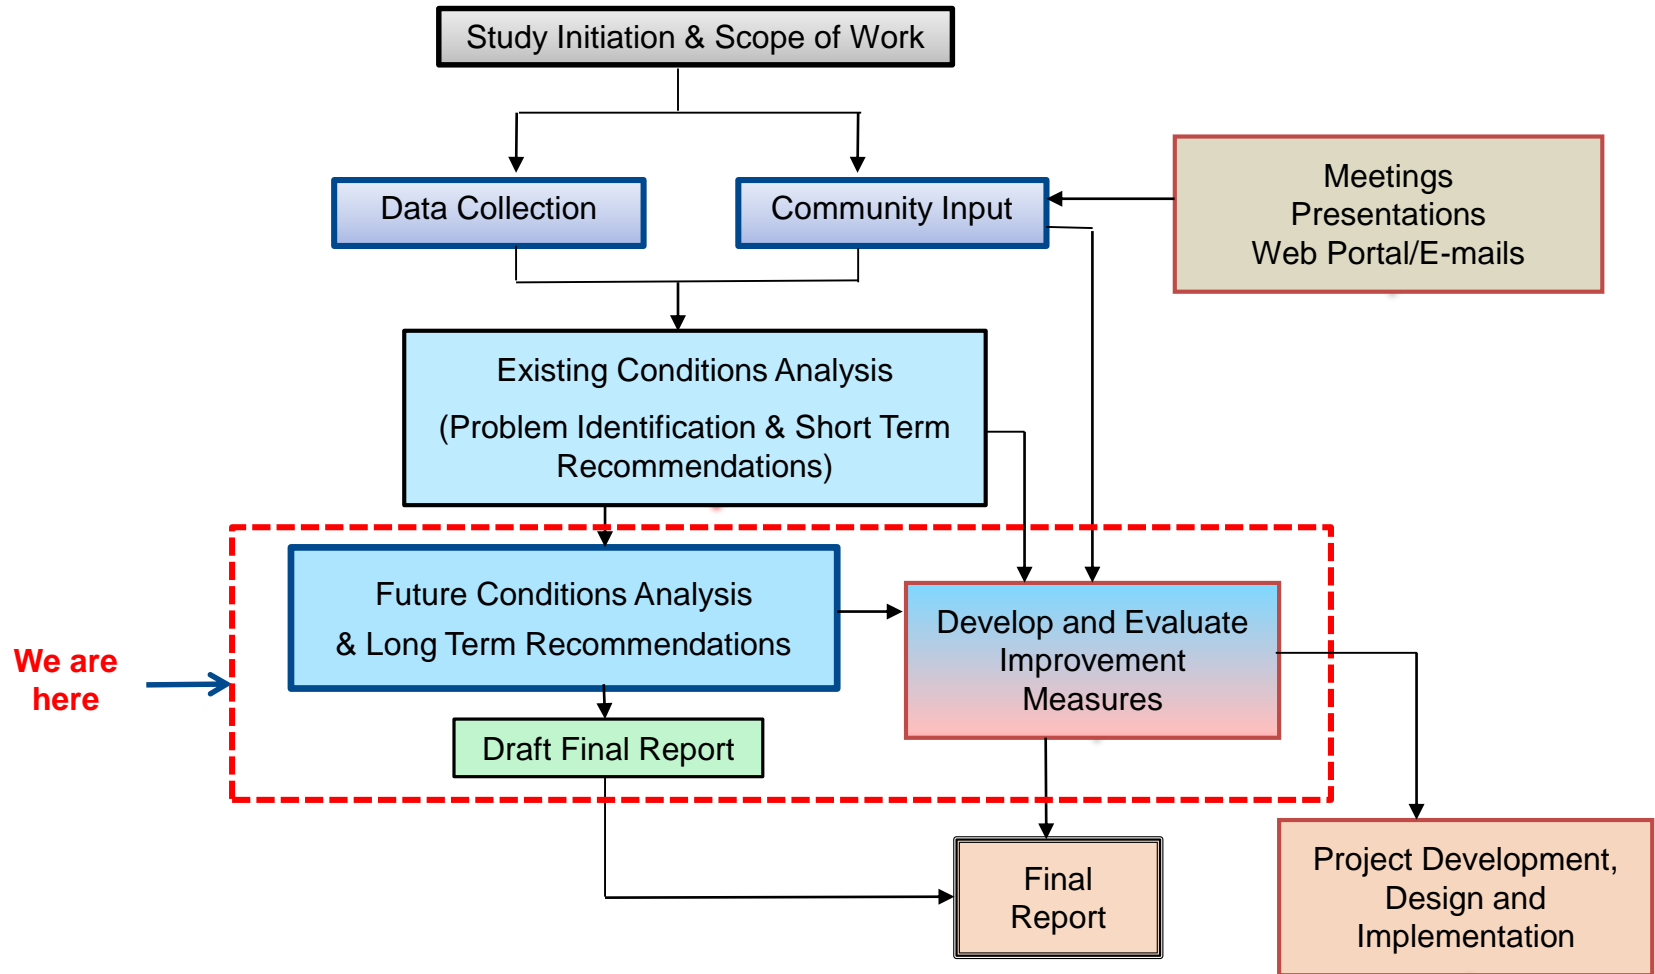 Study Initiation & Scope of Work
Data Collection
Community Input
Meetings
Presentations
Web Portal/E-mails
Existing Conditions Analysis
(Problem Identification & Short Term
Recommendations)
Future Conditions Analysis
& Long Term Recommendations
Develop and Evaluate
Improvement
Measures
We are
here
Draft Final Report
Final
Report
Project Development,
Design and
Implementation